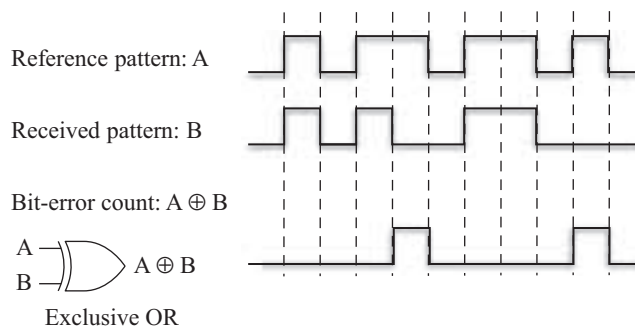 Reference pattern: A
Received pattern: B
Bit-error count: A ⊕ B
A
B
A ⊕ B
Exclusive OR